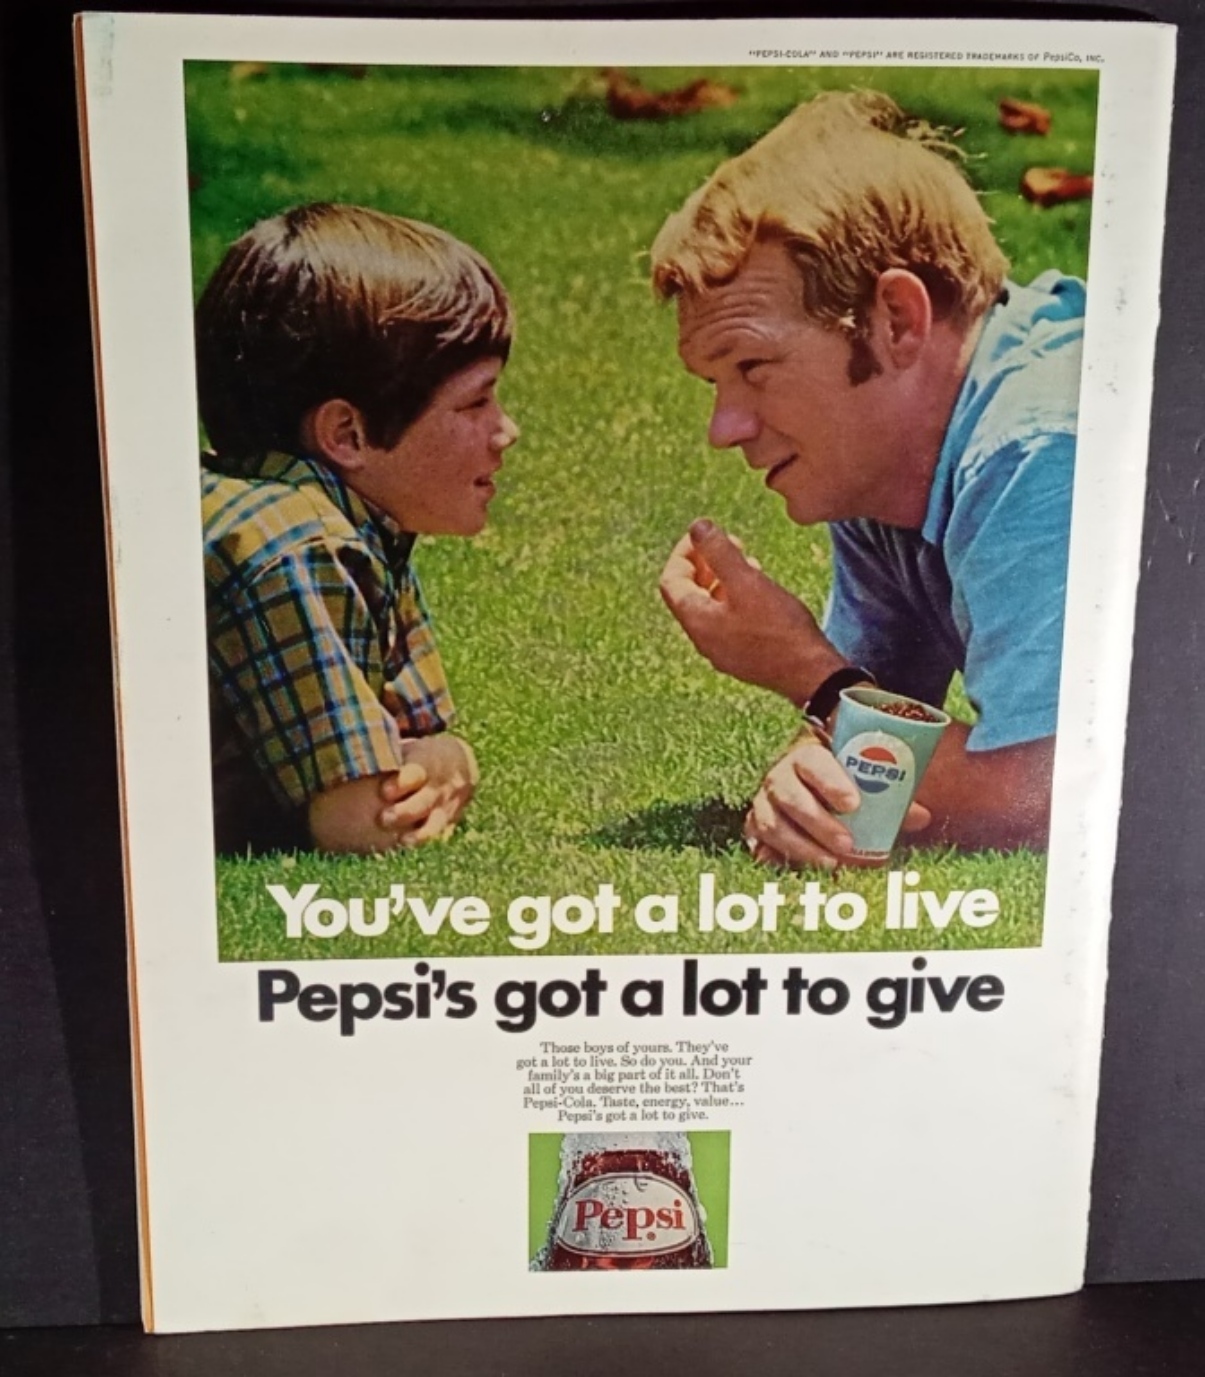 "PEPSI-COLA" AND "PEPSI" ARE REGISTERED TRADEMARKS OF PepsiCo, INC.
PEPSI
You've got a lot to live
Pepsi's got a lot to give
Those boys of yours. They've
got a lot to live. So do you. And your
family's a big part of it all. Don't
all of you deserve the best? That's
Pepsi-Cola. Taste, energy, value...
Pepsi's got a lot to give.
Pepsi